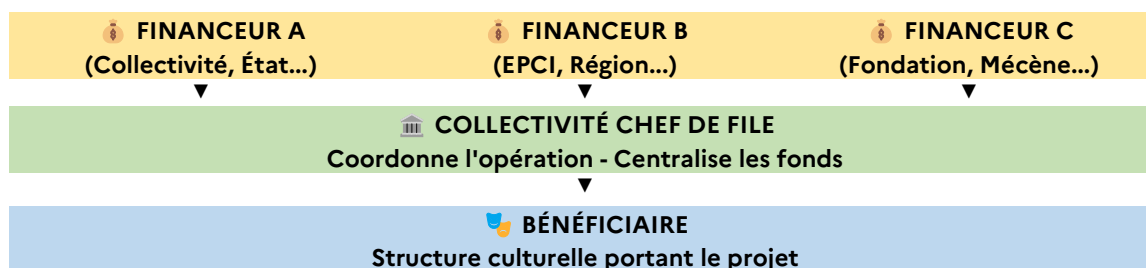 💰 FINANCEUR A
(Collectivité, État...)
💰 FINANCEUR B
(EPCI, Région...)
💰 FINANCEUR C
(Fondation, Mécène...)
▼ ▼ ▼
🏛 COLLECTIVITÉ CHEF DE FILE
Coordonne l'opération - Centralise les fonds
▼
🎭 BÉNÉFICIAIRE
Structure culturelle portant le projet